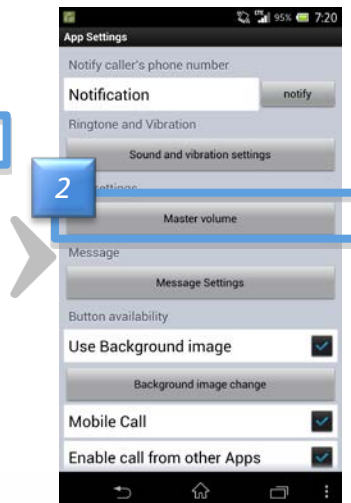 LTE 95% 7:20
App Settings
Notify caller's phone number
Notification notify
Ringtone and Vibration
Sound and vibration settings
2 settings
Master volume
Message
Message Settings
Button availability
Use Background image
Background image change
Mobile Call
Enable call from other Apps